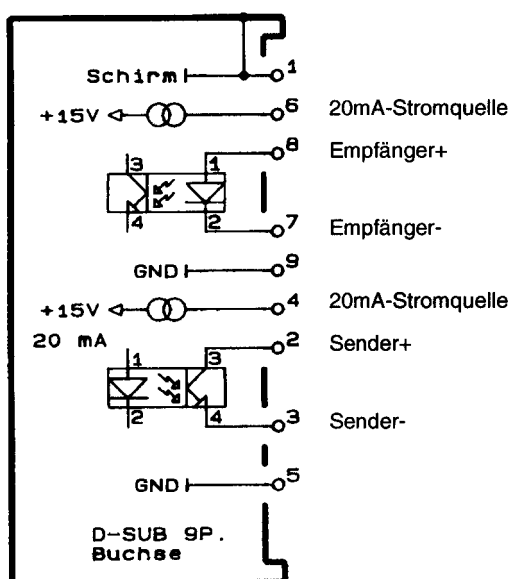 Schirm 1
+15V 6 20mA-Stromquelle
8 Empfänger+
3 1
4 2
7 Empfänger-
GND 9
+15V 4 20mA-Stromquelle
20 mA 2 Sender+
1 3
2 4
3 Sender-
GND 5
D-SUB 9P.
Buchse